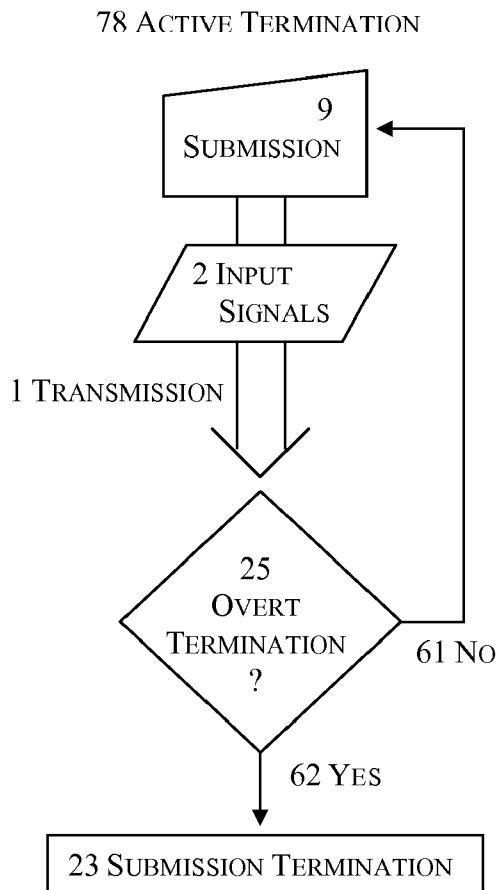 78 ACTIVE TERMINATION
9
SUBMISSION
2 INPUT
SIGNALS
1 TRANSMISSION
25
OVERT
TERMINATION
?
61 NO
62 YES
23 SUBMISSION TERMINATION